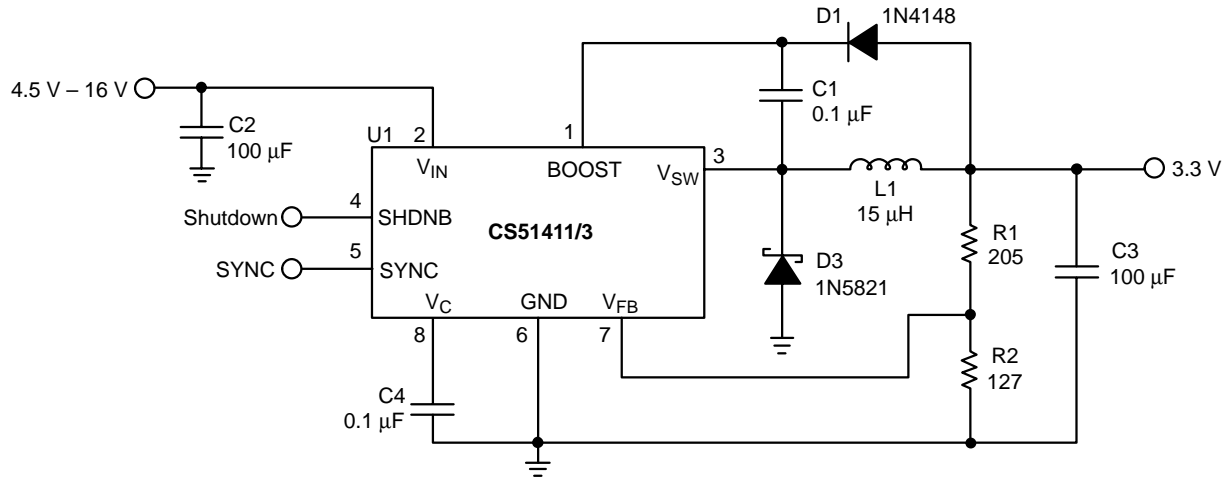 D1
1N4148
4.5 V – 16 V
C2
100 µF
C1
0.1 µF
U1
2
1
3
VIN
BOOST
VSW
3.3 V
L1
15 µH
Shutdown
4
SHDNB
CS51411/3
R1
205
C3
100 µF
D3
1N5821
SYNC
5
SYNC
VC
GND
VFB
8
6
7
R2
127
C4
0.1 µF